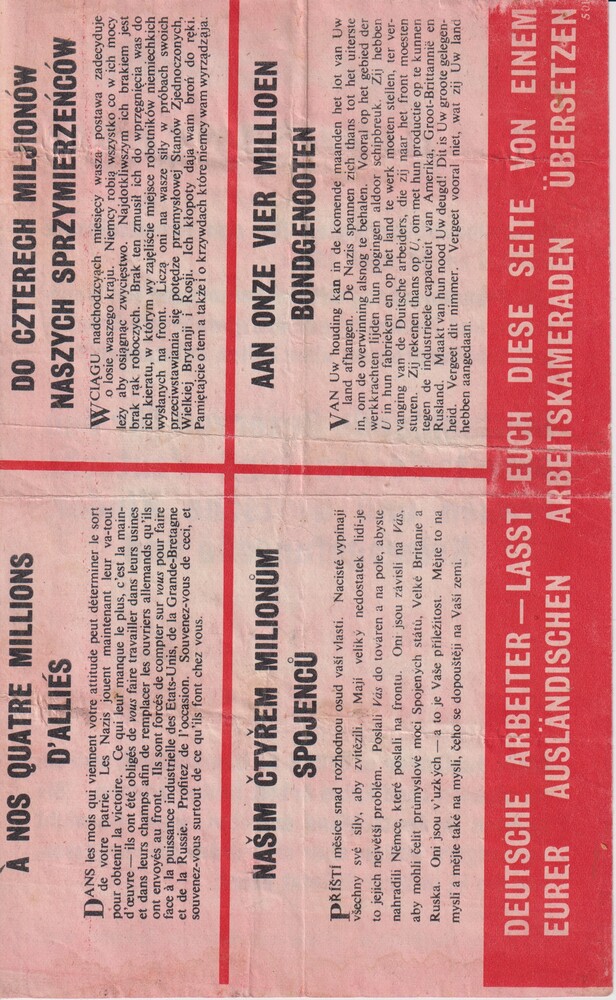 À NOS QUATRE MILLIONS
D'ALLIÉS
DANS les mois qui viennent votre attitude peut déterminer le sort
de votre patrie. Les Nazis jouent maintenant leur va-tout
pour obtenir la victoire. Ce qui leur manque le plus, c'est la main-
d'œuvre — ils ont été obligés de vous faire travailler dans leurs usines
et dans leurs champs afin de remplacer les ouvriers allemands qu'ils
ont envoyés au front. Ils sont forcés de compter sur vous pour faire
face à la puissance industrielle des Etats-Unis, de la Grande-Bretagne
et de la Russie. Profitez de l'occasion. Souvenez-vous de ceci, et
souvenez-vous surtout de ce qu'ils font chez vous.
DO CZTERECH MILJONÓW
NASZYCH SPRZYMIERZEŃCÓW
W CIĄGU nadchodzcyąch miesięcy wasza postawa zadecyduje
o losie waszego kraju. Niemcy robią wszystko co w ich mocy
leży aby osiągnąc zwycięstwo. Najdotkliwszym ich brakiem jest
brak rąk roboczych. Brak ten zmusił ich do wprzęgnięcia was do
ich kieratu, w którym wy zajęliście miejsce robotników niemiechkich
wysłanych na front. Liczą oni na wasze siły w próbach swoich
przeciwstawiania się potędze przemysłowej Stanów Zjednoczonych,
Wielkiej Brytanji i Rosji. Ich kłopoty dają wam broń do ręki.
Pamiętajcie o tem a także i o krzywdach które niemcy wam wyrządzają.
NAŠIM ČTYŘEM MILIONŮM
SPOJENCŮ
PŘÍŠTÍ měsíce snad rozhodnou osud vaší vlasti. Nacisté vypínají
všechny své síly, aby zvítězili. Mají veliký nedostatek lidí-je
to jejich největší problém. Poslali Vás do továren a na pole, abyste
nahradili Němce, které poslali na frontu. Oni jsou závislí na Vás,
aby mohli čelit průmyslové moci Spojených států, Velké Britanie a
Ruska. Oni jsou v'uzkých — a to je Vaše příležitost. Mějte to na
mysli a mějte také na mysli, čeho se dopouštějí na Vaší zemi.
AAN ONZE VIER MILLIOEN
BONDGENOOTEN
VAN Uw houding kan in de komende maanden het lot van Uw
land afhangen. De Nazis spannen zich thans tot het uiterste
in, om de overwinning alsnog te behalen. Vooral op het gebied der
werkkrachten lijden hun pogingen aldoor schipbreuk. Zij hebben
U in hun fabrieken en op het land te werk moeten stellen, ter ver
vanging van de Duitsche arbeiders, die zij naar het front moesten
sturen. Zij rekenen thans op U, om met hun productie op te kunnen
tegen de industrieele capaciteit van Amerika, Groot-Brittannië en
Rusland. Maakt van hun nood Uw deugd! Dit is Uw groote gelegen-
heid. Vergeet dit nimmer. Vergeet vooral niet, wat zij Uw land
hebben aangedaan.
DEUTSCHE ARBEITER — LASST EUCH DIESE SEITE VON EINEM
EURER AUSLÄNDISCHEN ARBEITSKAMERADEN ÜBERSETZEN